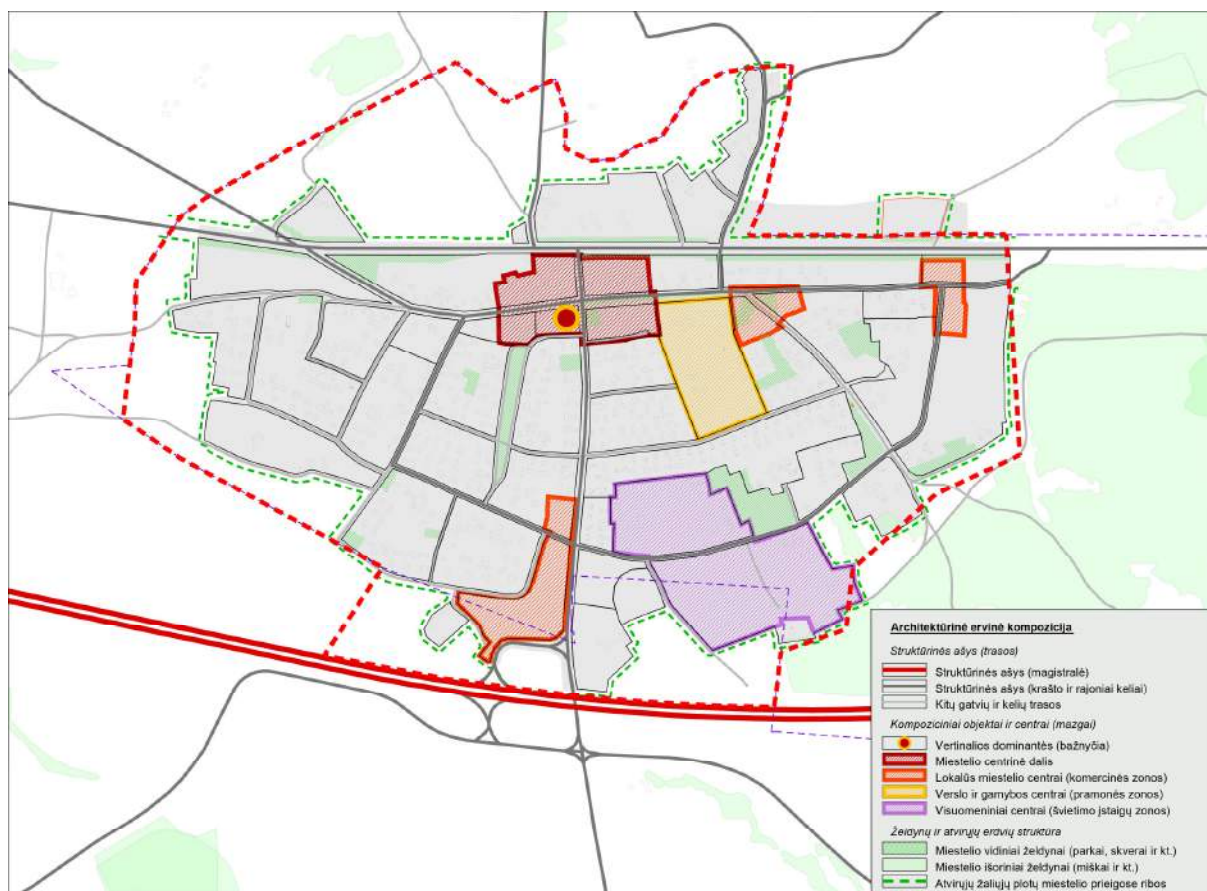 Architektūrinė ervinė kompozicija
Struktūrinės ašys (trasos)
Struktūrinės ašys (magistralė)
Struktūrinės ašys (krašto ir rajoniai keliai)
Kitų gatvių ir kelių trasos
Kompoziciniai objektai ir centrai (mazgai)
Vertinalios dominantės (bažnyčia)
Miestelio centrinė dalis
Lokalūs miestelio centrai (komercinės zonos)
Verslo ir gamybos centrai (pramonės zonos)
Visuomeniniai centrai (švietimo įstaigų zonos)
Želdynų ir atvirųjų erdvių struktūra
Miestelio vidiniai želdynai (parkai, skverai ir kt.)
Miestelio išoriniai želdynai (miškai ir kt.)
Atvirųjų žaliųjų plotų miestelio prieigose ribos